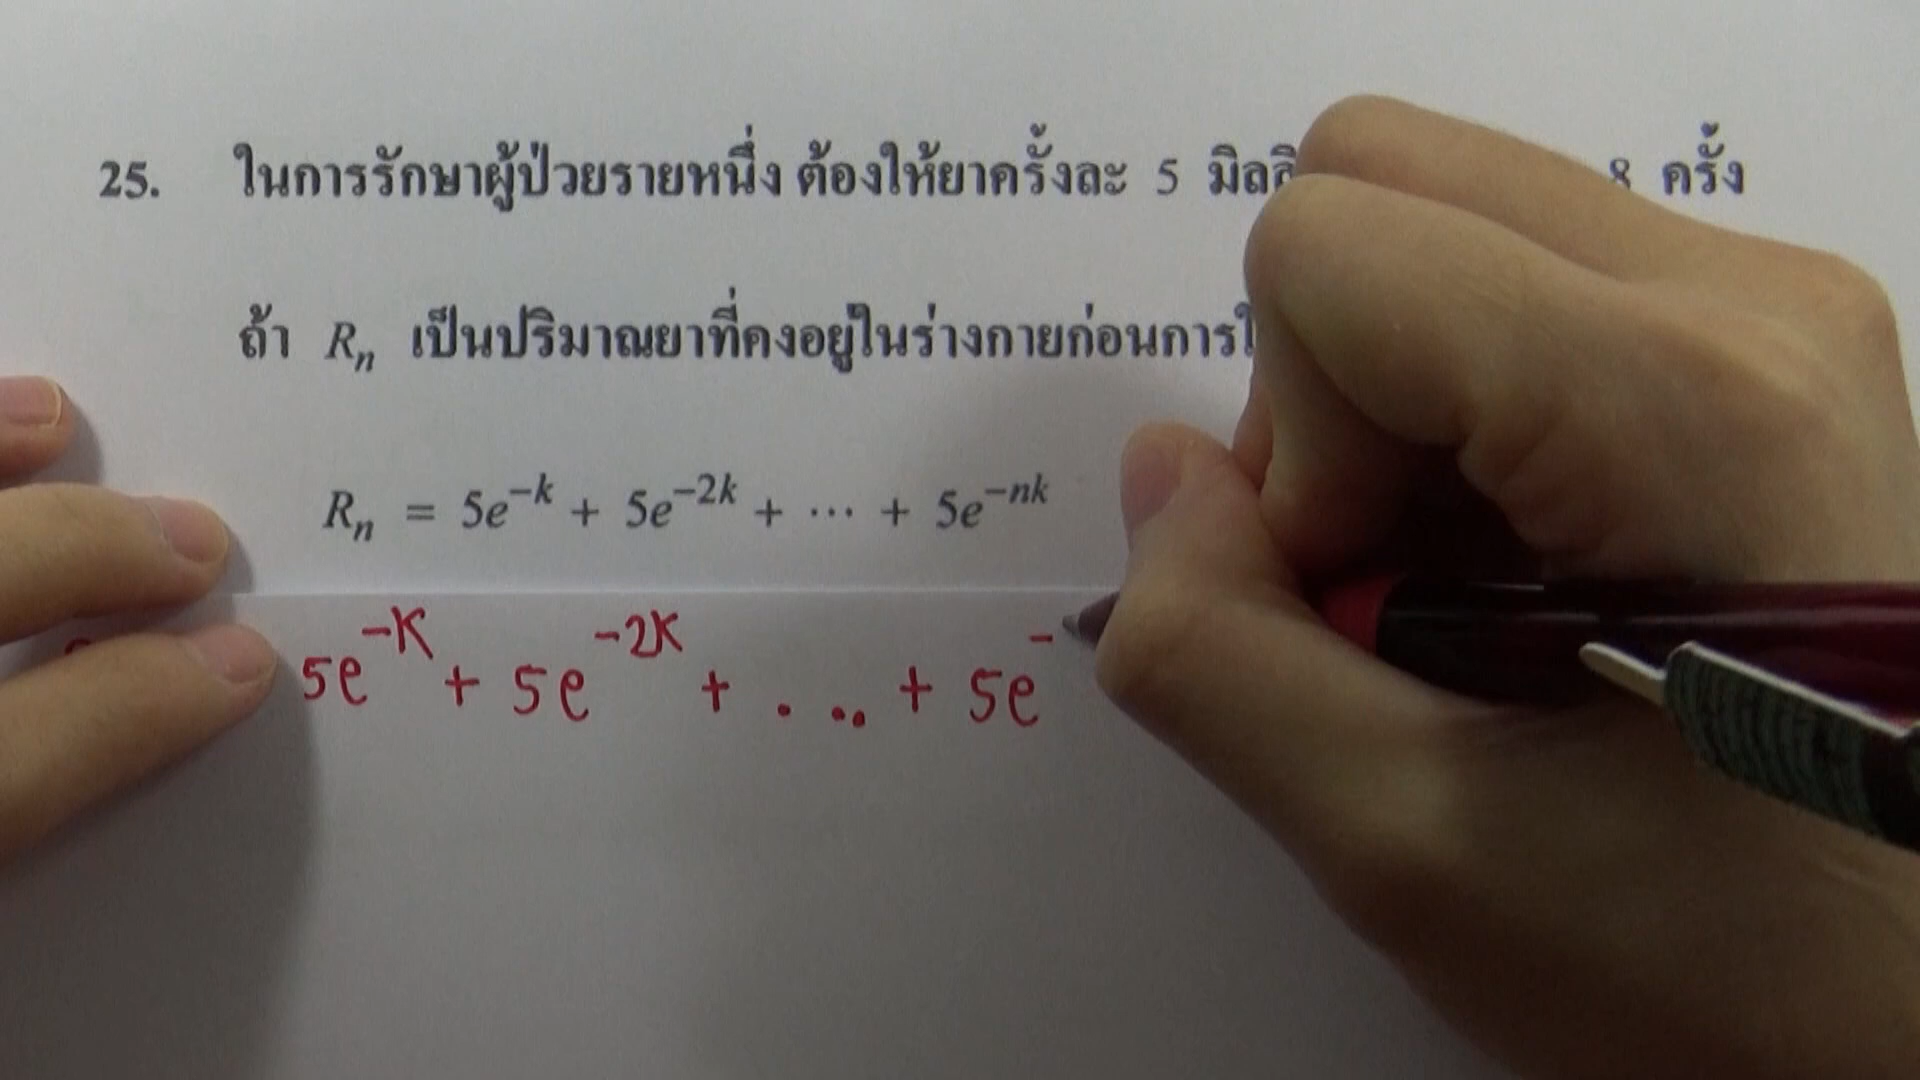 25. ในการรักษาผู้ป่วยรายหนึ่ง ต้องให้ยาครั้งละ 5 8 ครั้ง
ถ้า Rₙ เป็นปริมาณยาที่คงอยู่ในร่างกายก่อนการ
Rₙ = 5e⁻ᵏ + 5e⁻²ᵏ + ⋯ + 5e⁻ⁿᵏ
5e⁻ᴷ + 5e⁻²ᴷ + . . . + 5e⁻